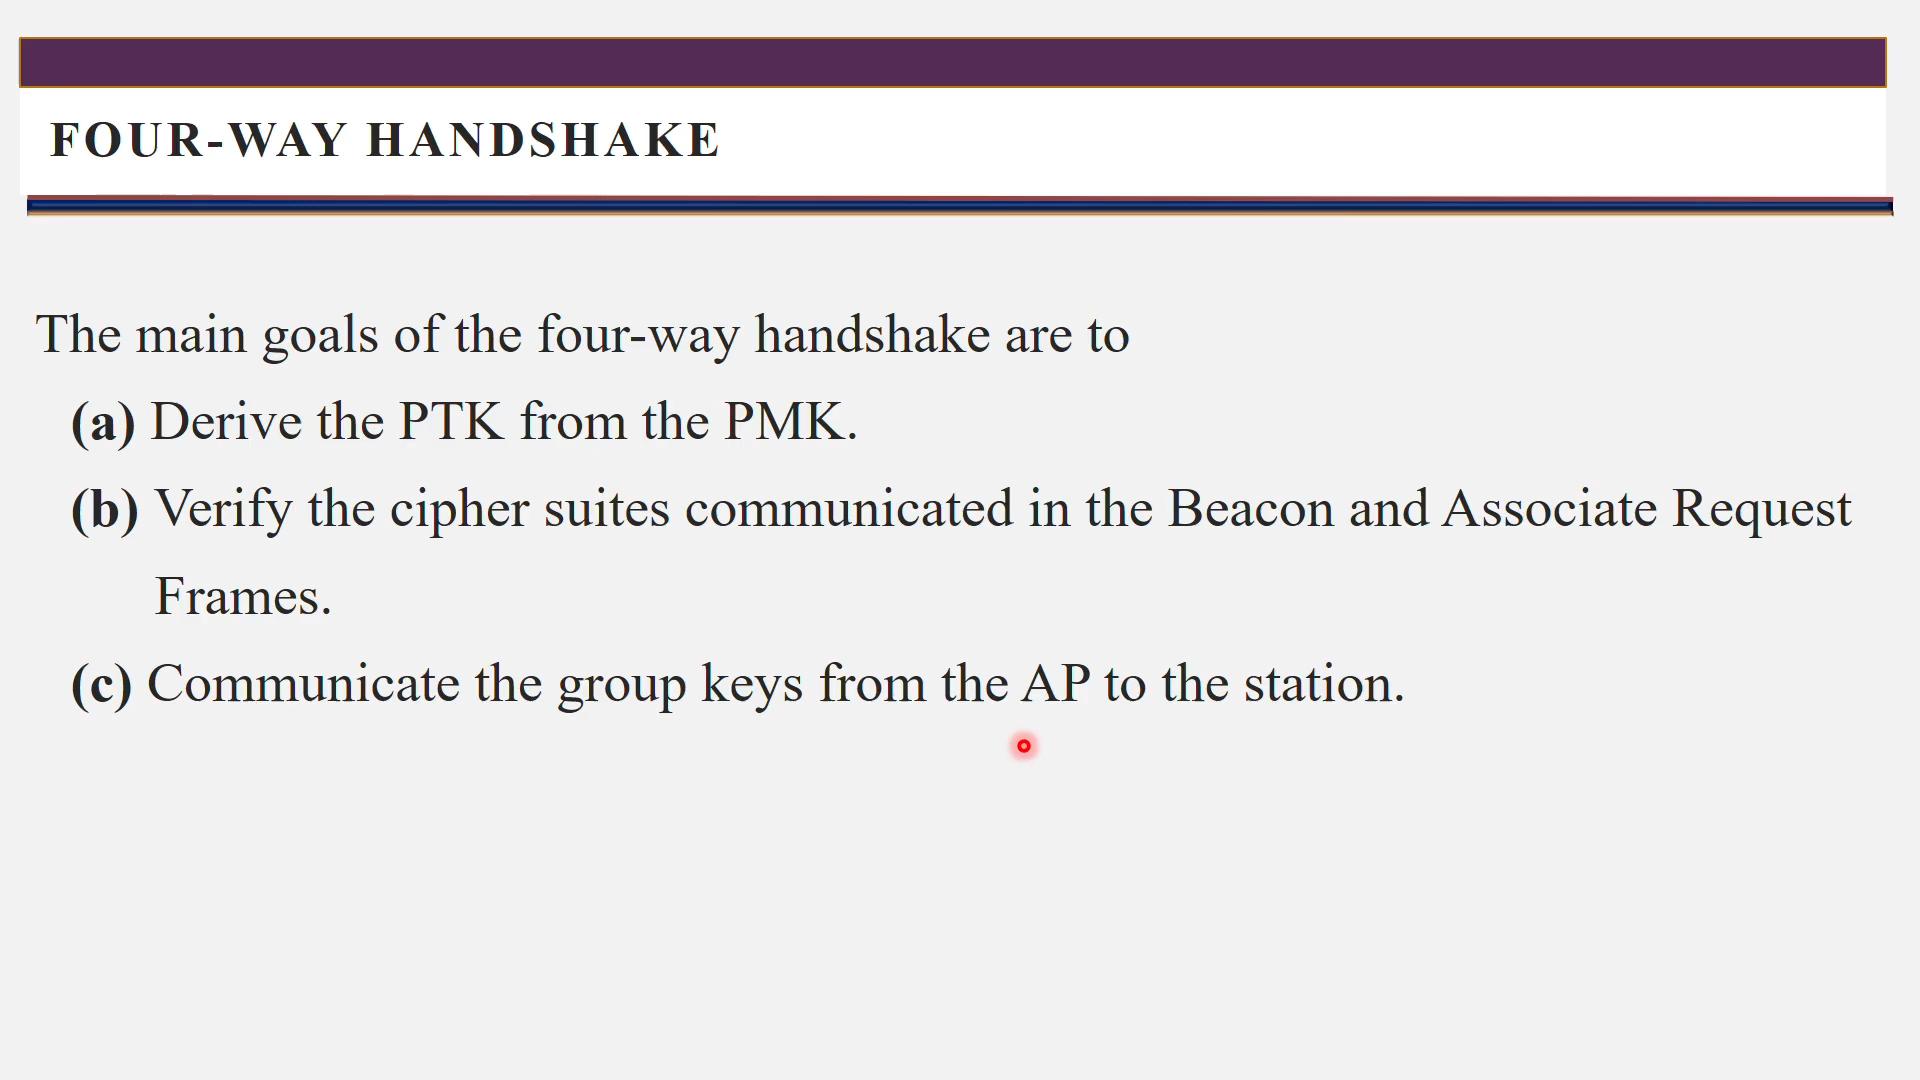 FOUR-WAY HANDSHAKE
The main goals of the four-way handshake are to
(a) Derive the PTK from the PMK.
(b) Verify the cipher suites communicated in the Beacon and Associate Request
Frames.
(c) Communicate the group keys from the AP to the station.